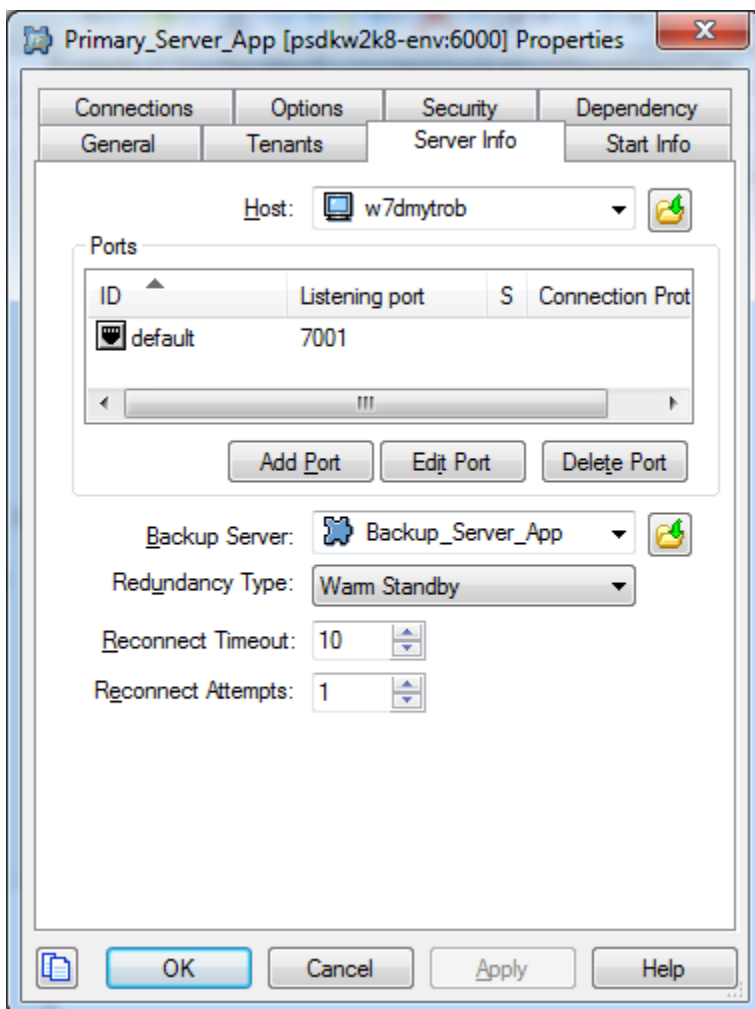 Primary_Server_App [psdkw2k8-env:6000] Properties
Connections Options Security Dependency
General Tenants Server Info Start Info
Host: w7dmytrob
Ports
ID Listening port S Connection Prot
default 7001
Add Port Edit Port Delete Port
Backup Server: Backup_Server_App
Redundancy Type: Warm Standby
Reconnect Timeout: 10
Reconnect Attempts: 1
OK Cancel Apply Help